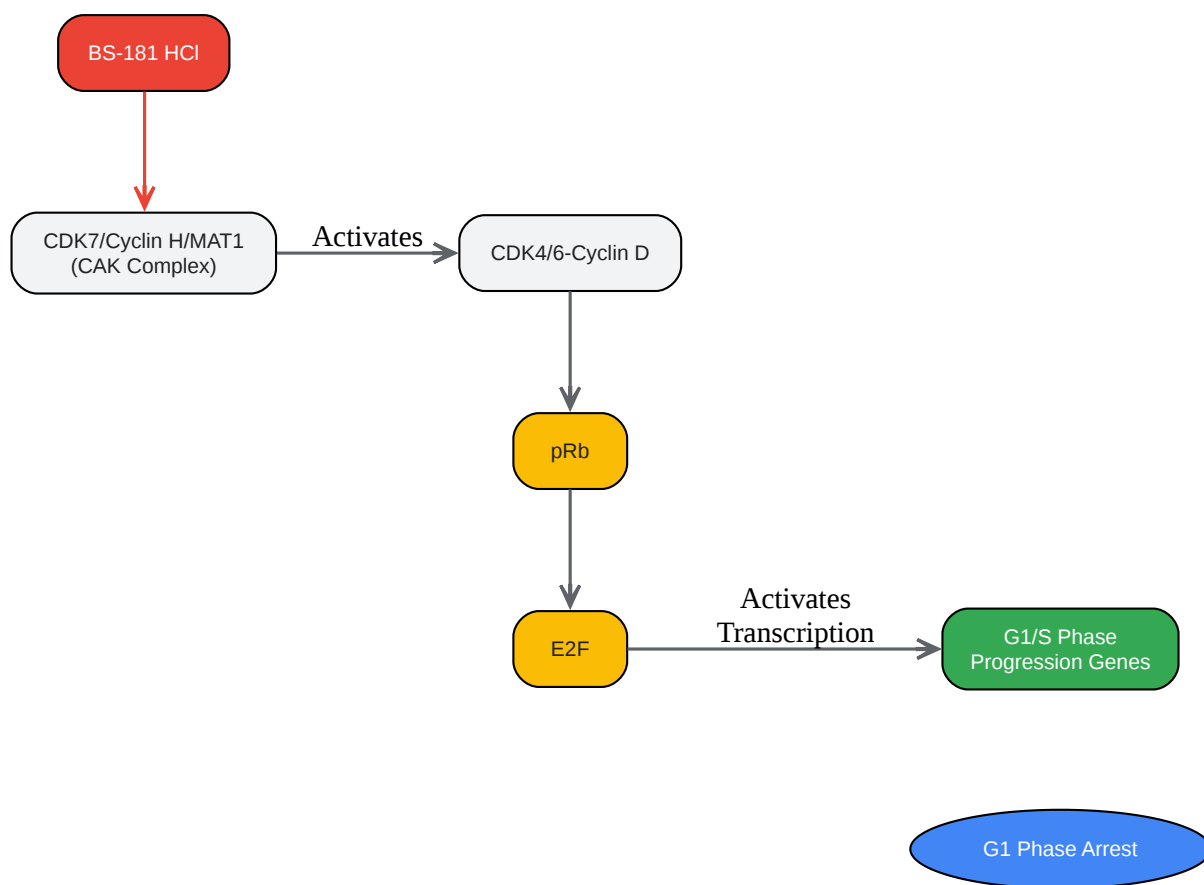 BS-181 HCl
CDK7/Cyclin H/MAT1
(CAK Complex)
Activates
CDK4/6-Cyclin D
pRb
E2F
Activates
Transcription
G1/S Phase
Progression Genes
G1 Phase Arrest